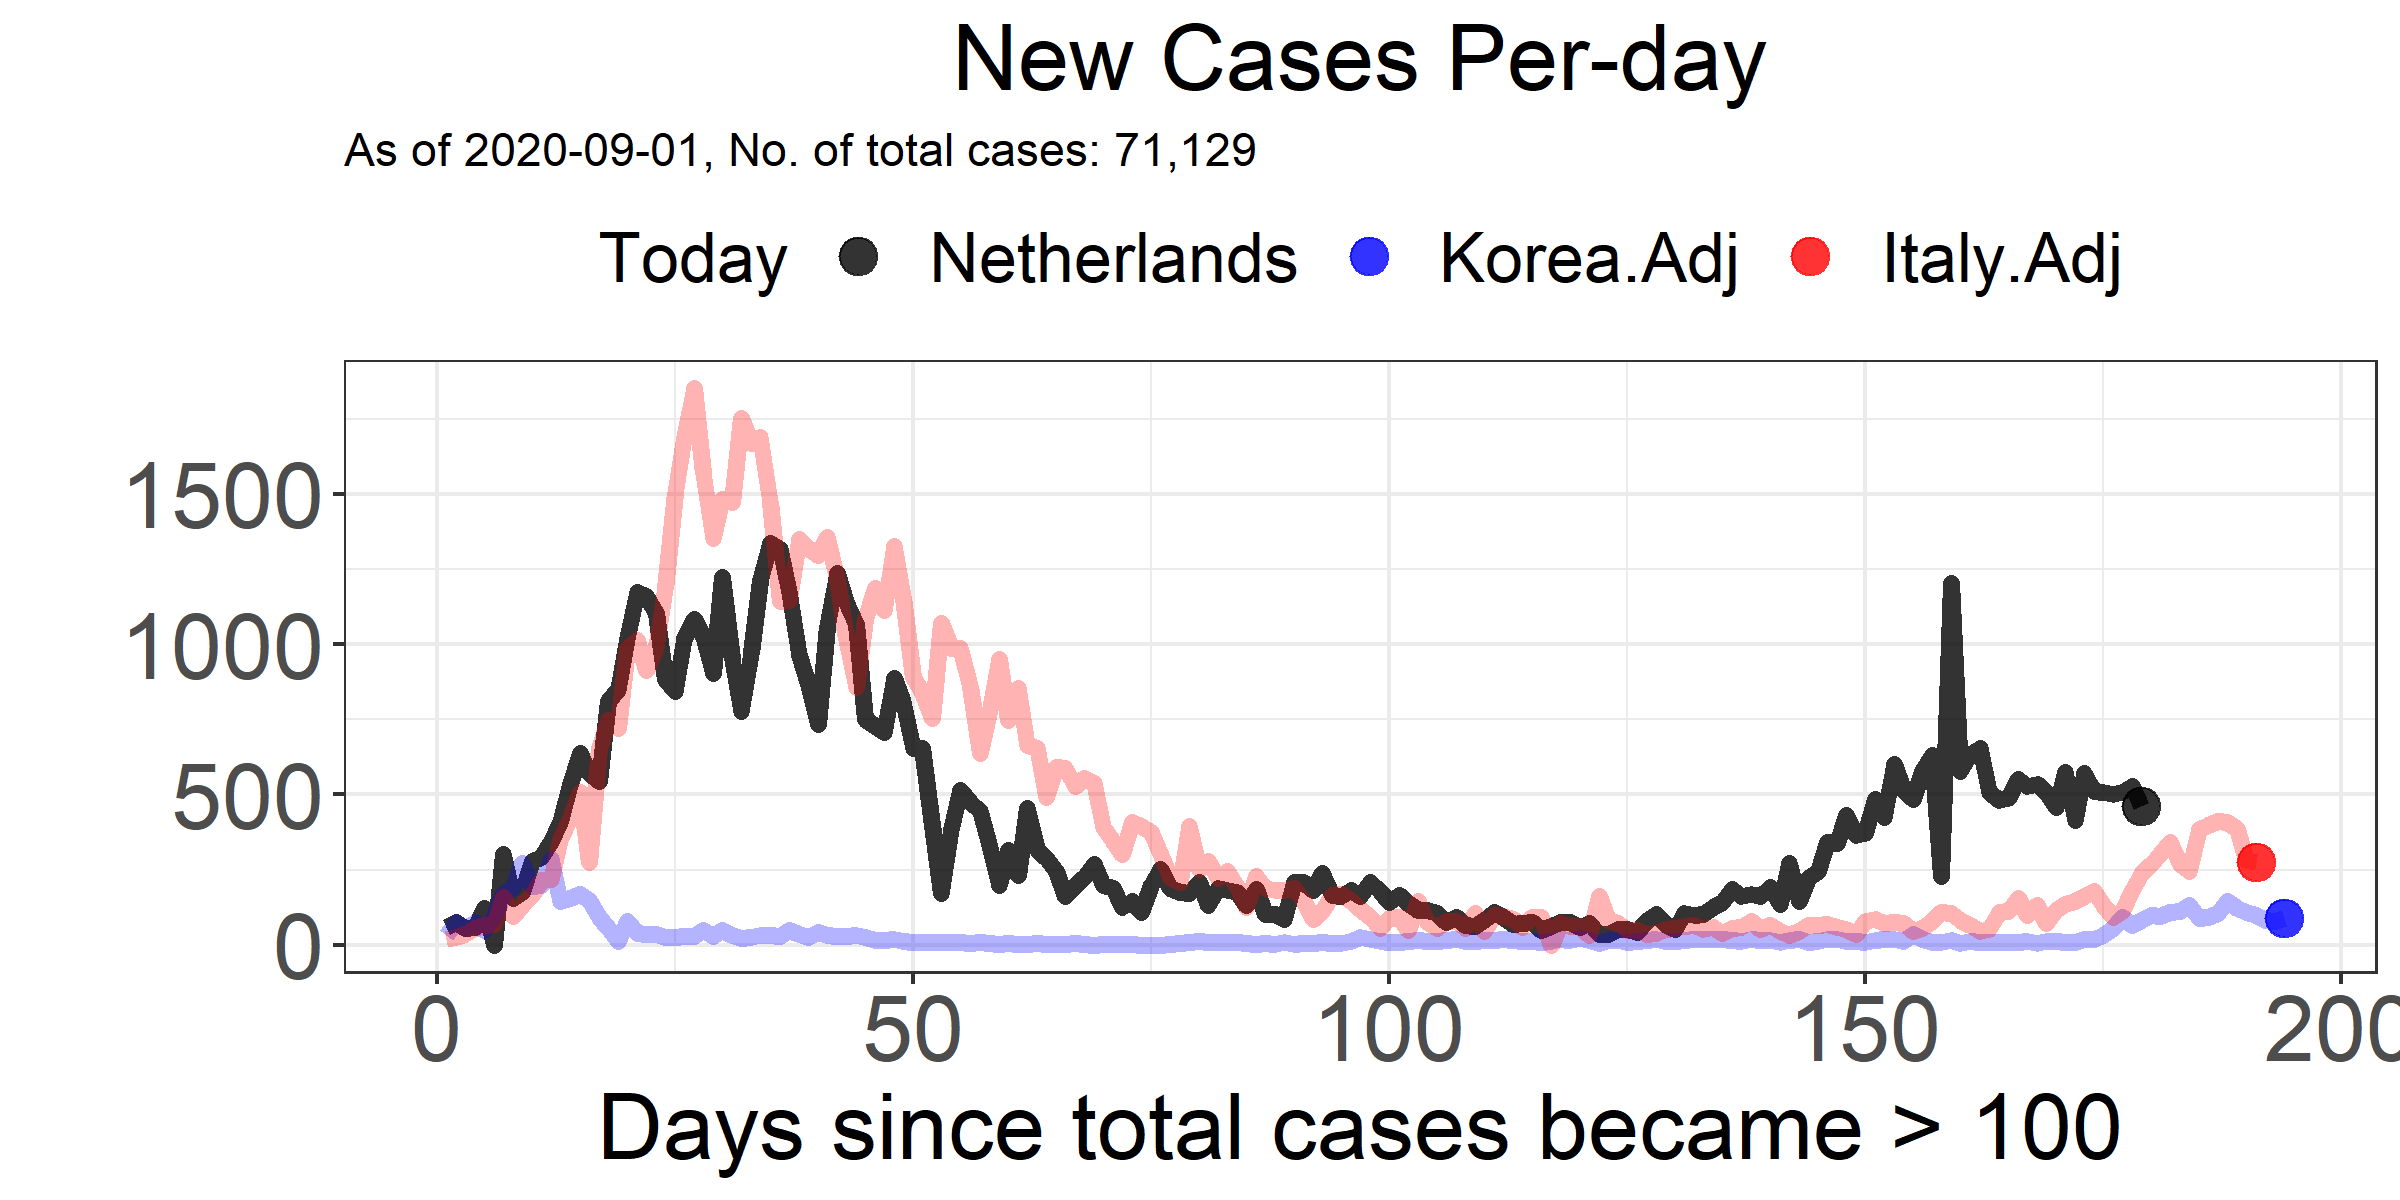 New Cases Per-day
As of 2020-09-01, No. of total cases: 71,129
Today Netherlands Korea.Adj Italy.Adj
1500
1000
500
0
0 50 100 150 200
Days since total cases became > 100